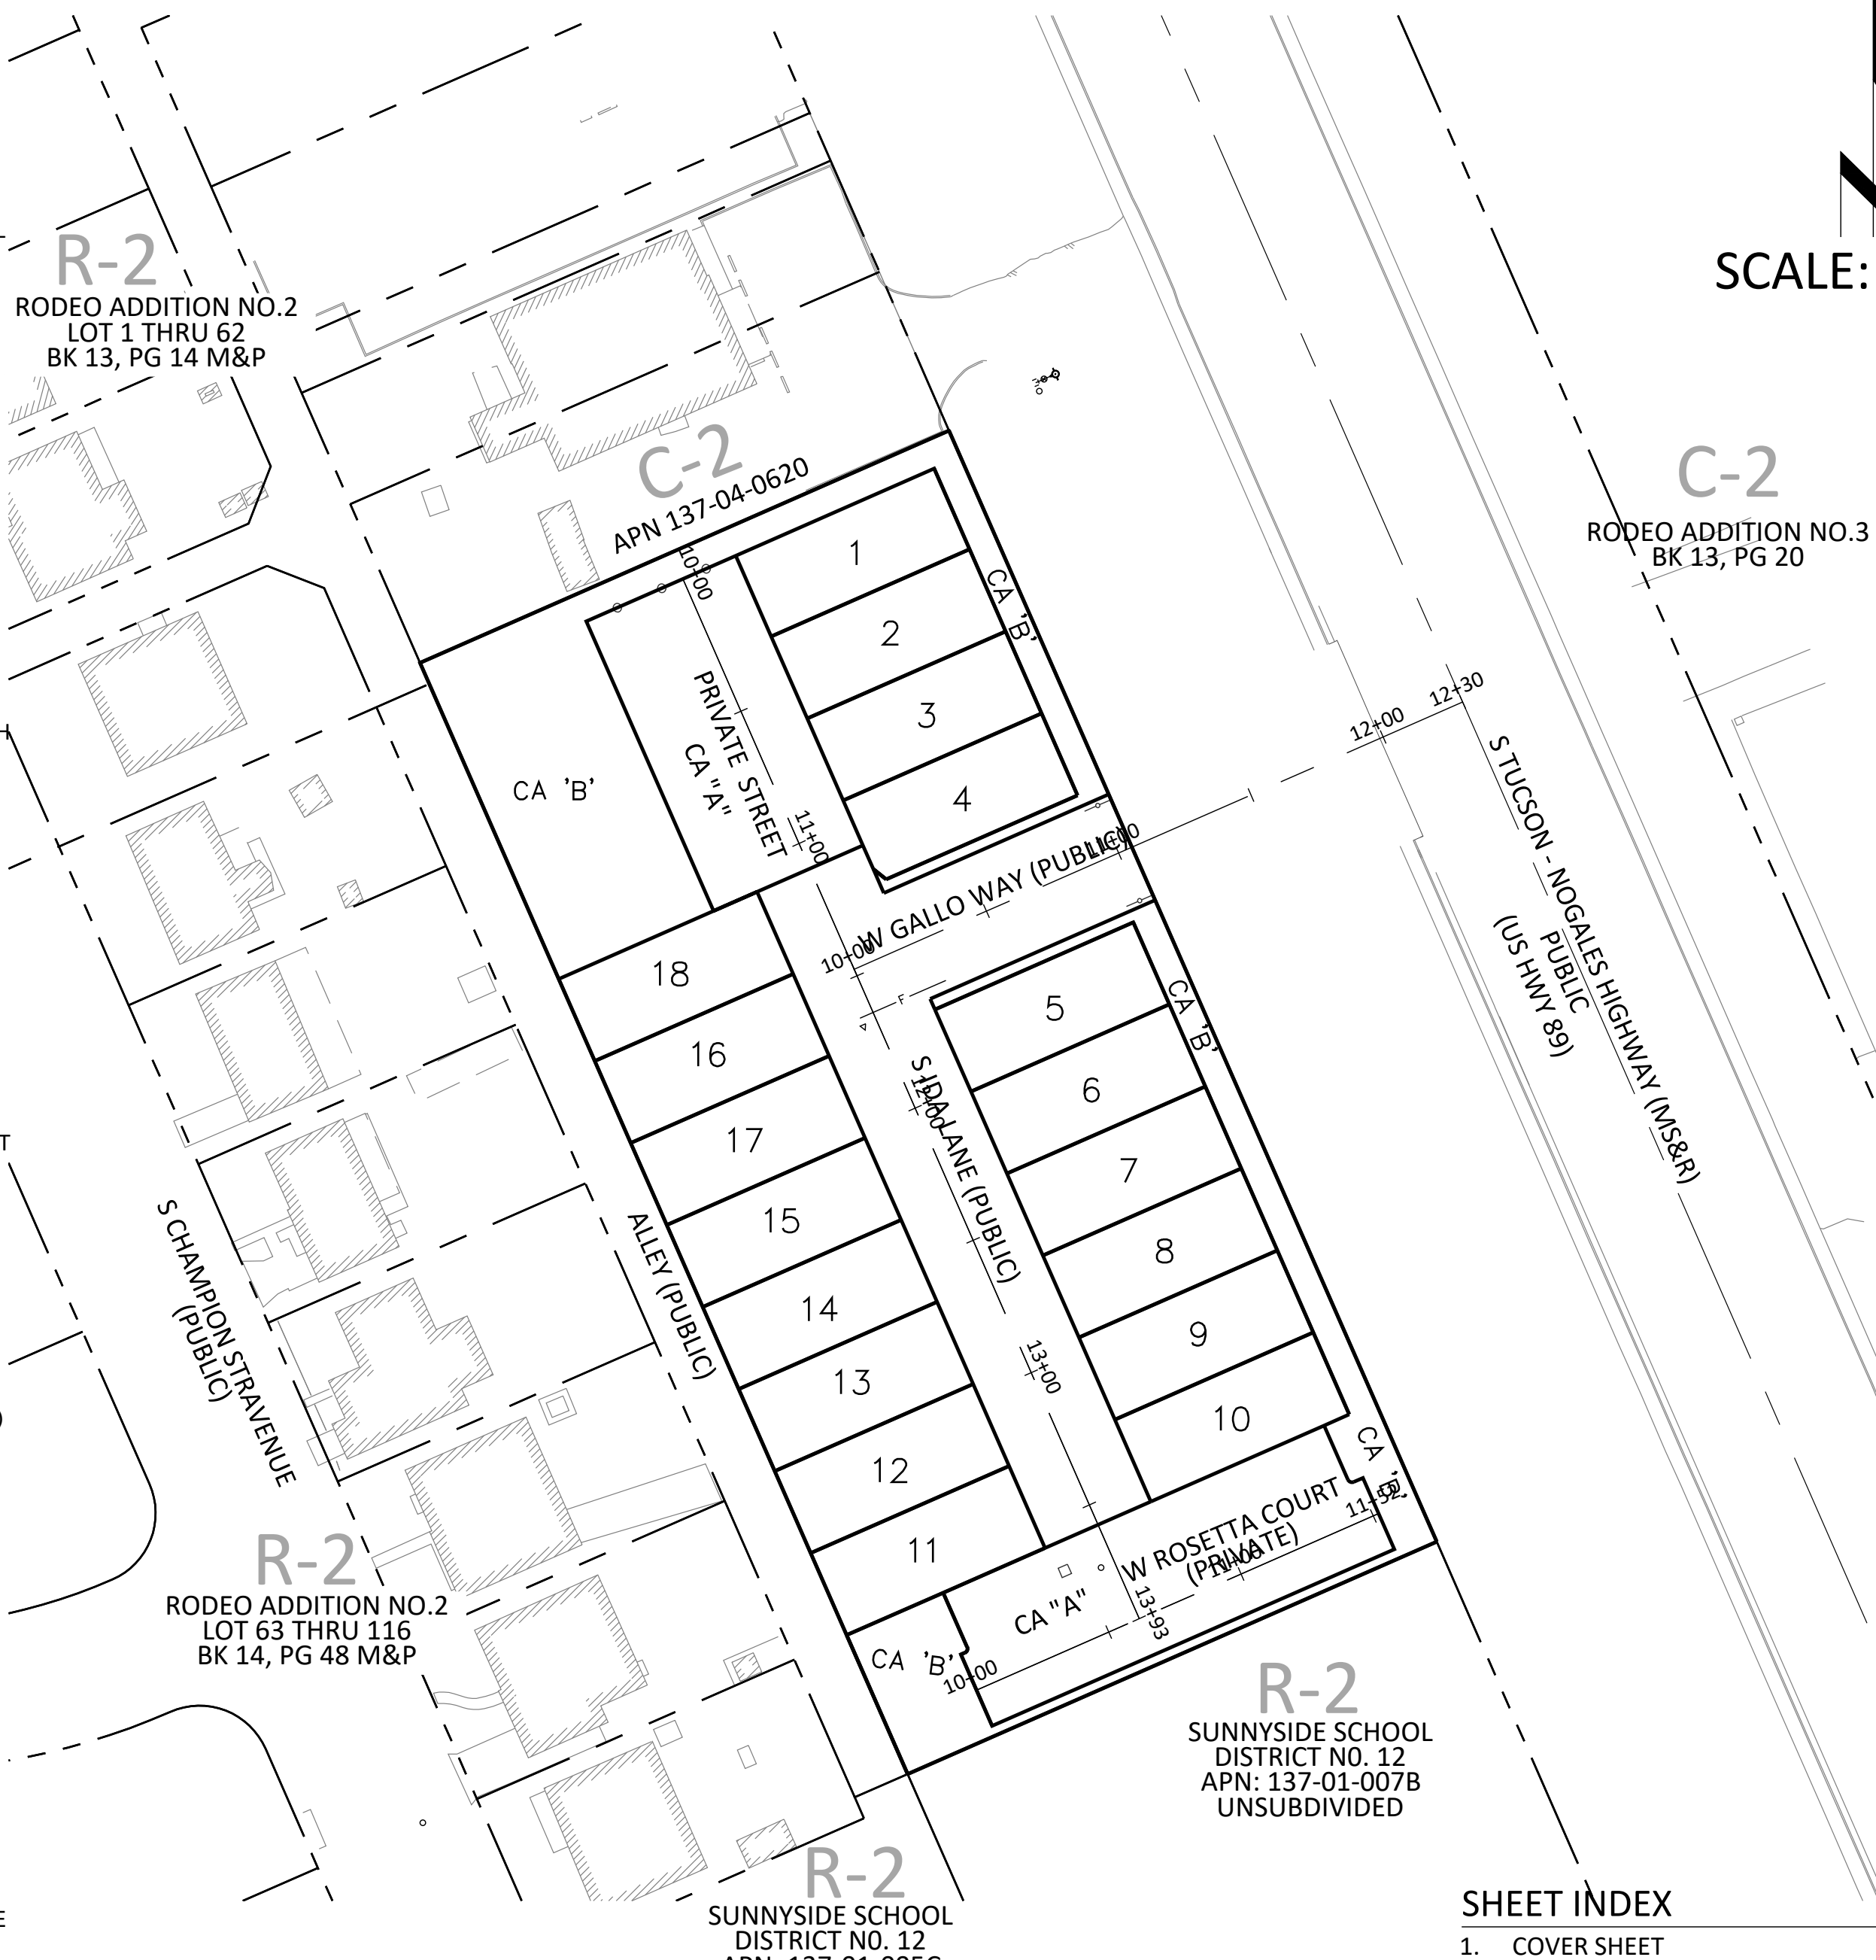 R-2
RODEO ADDITION NO.2
LOT 1 THRU 62
BK 13, PG 14 M&P
SCALE:
C-2
APN 137-04-0620
C-2
RODEO ADDITION NO.3
BK 13, PG 20
10+00
1
2
3
4
CA 'B'
PRIVATE STREET
CA "A"
CA 'B'
11+00
12+00
12+30
W GALLO WAY (PUBLIC)
10+00
11+00
S TUCSON - NOGALES HIGHWAY (MS&R)
PUBLIC
(US HWY 89)
18
16
17
15
14
13
12
11
F
5
6
7
8
9
10
CA 'B'
S IDA LANE (PUBLIC)
12+00
13+00
ALLEY (PUBLIC)
S CHAMPION STRAVENUE
(PUBLIC)
CA 'B'
W ROSETTA COURT
(PRIVATE)
11+52
11+00
CA "A"
13+93
CA 'B'
10+00
T
E
R-2
RODEO ADDITION NO.2
LOT 63 THRU 116
BK 14, PG 48 M&P
R-2
SUNNYSIDE SCHOOL
DISTRICT N0. 12
APN: 137-01-007B
UNSUBDIVIDED
R-2
SUNNYSIDE SCHOOL
DISTRICT N0. 12
SHEET INDEX
1. COVER SHEET